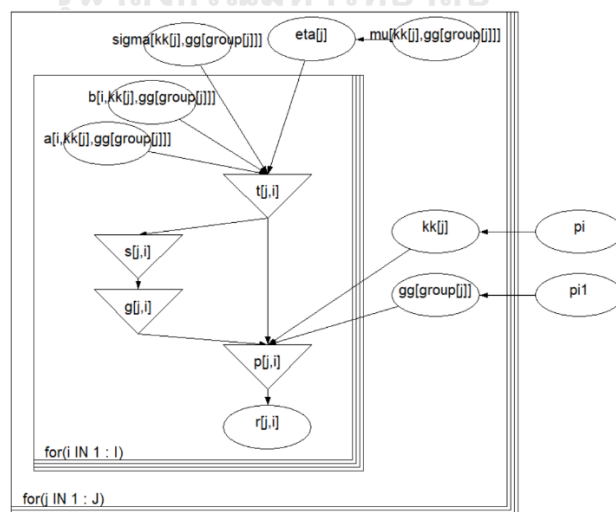 sigma[kk[j],gg[group[j]]]
eta[j]
mu[kk[j],gg[group[j]]]
b[i,kk[j],gg[group[j]]]
a[i,kk[j],gg[group[j]]]
t[j,i]
s[j,i]
kk[j]
pi
g[j,i]
gg[group[j]]
pi1
p[j,i]
r[j,i]
for(i IN 1 : I)
for(j IN 1 : J)